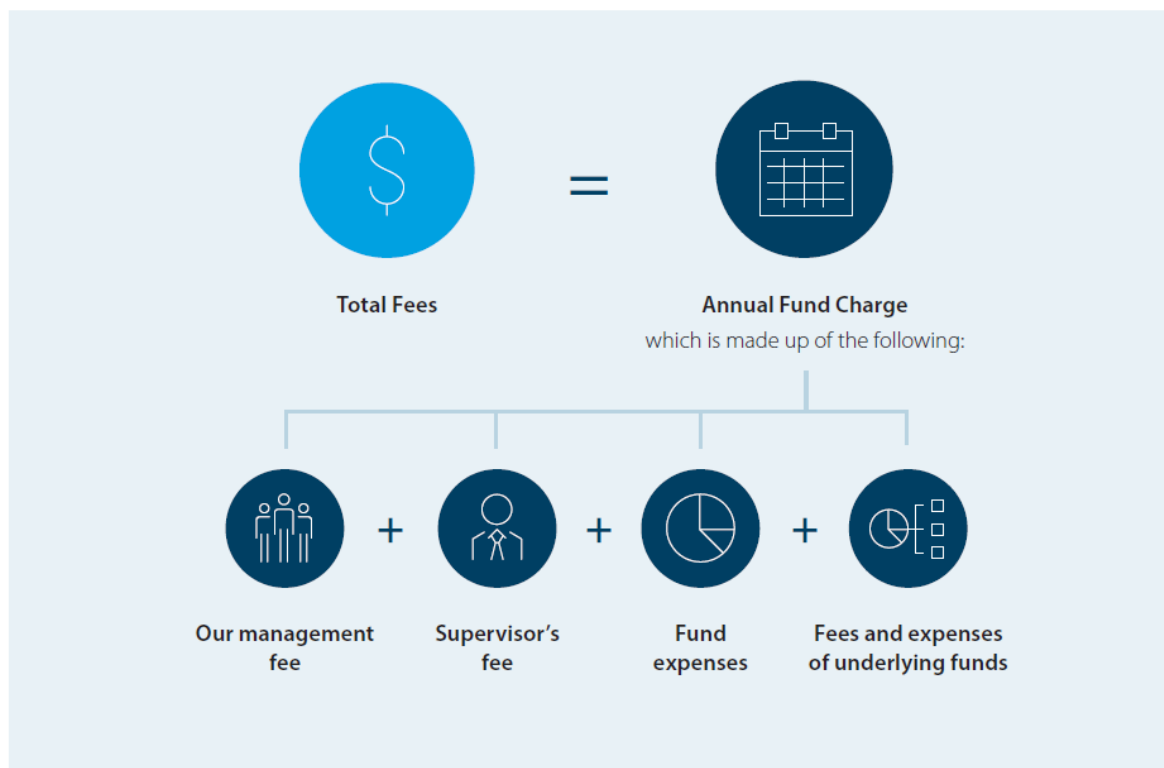 $
=
Total Fees
Annual Fund Charge
which is made up of the following:
+ + +
Our management
fee
Supervisor's
fee
Fund
expenses
Fees and expenses
of underlying funds